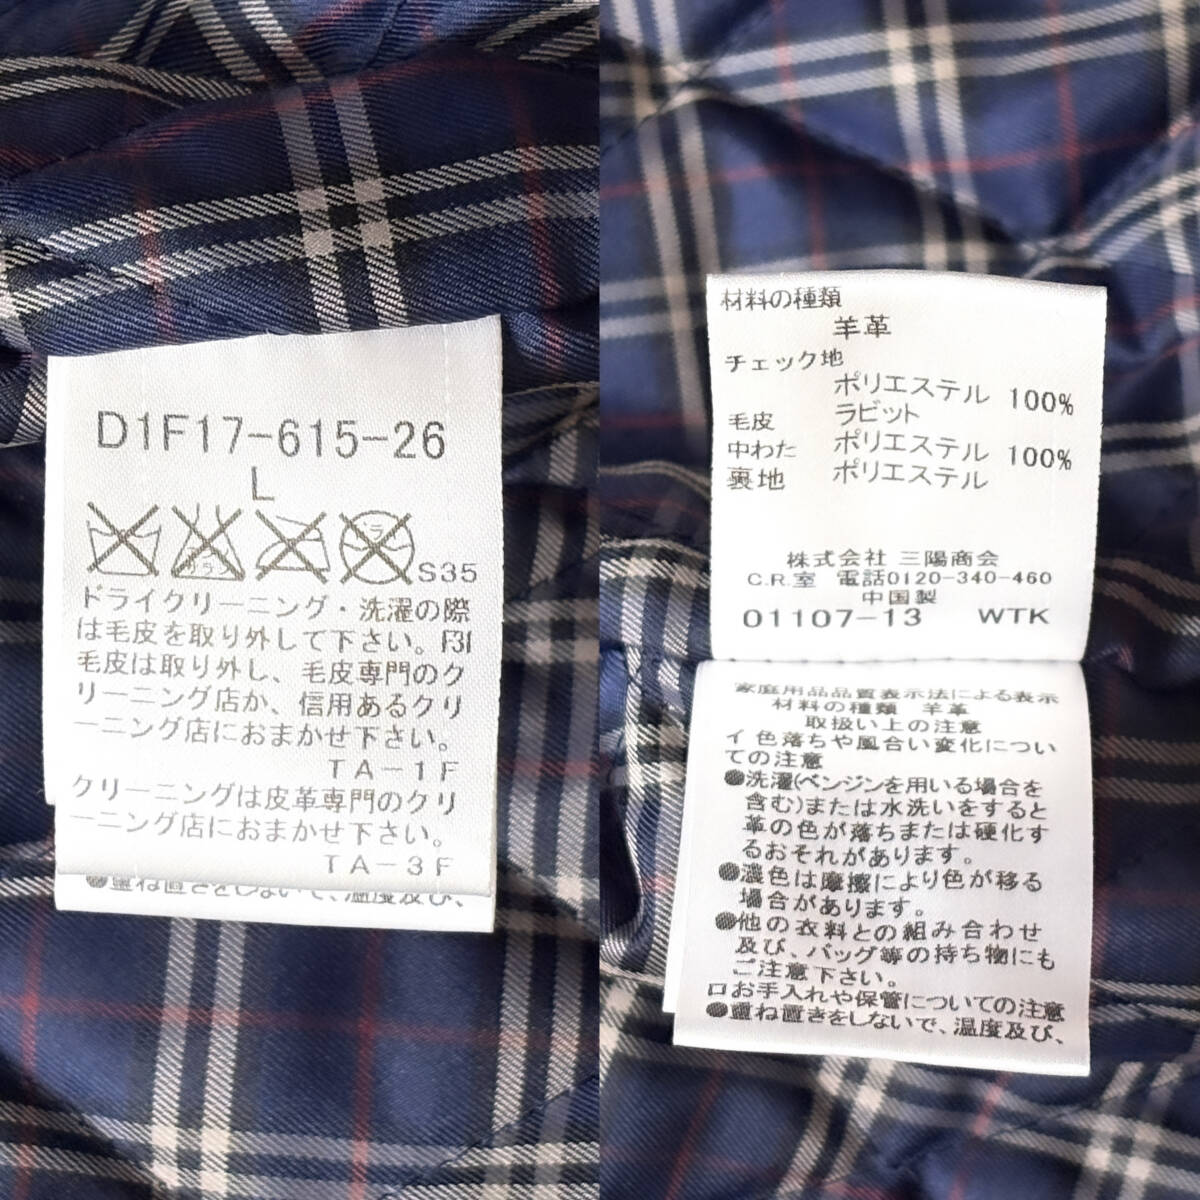 D1F17-615-26
L
S35
ドライクリーニング・洗濯の際
は毛皮を取り外して下さい。F31
毛皮は取り外し、毛皮専門のク
リーニング店か、信用あるクリ
ーニング店におまかせ下さい。
TA-1F
クリーニングは皮革専門のクリ
ーニング店におまかせ下さい。
TA-3F
●重ね置きをしないで、温度及び、
材料の種類
羊革
チェック地
ポリエステル 100%
毛皮 ラビット
中わた ポリエステル 100%
裏地 ポリエステル
株式会社 三陽商会
C.R.室 電話0120-340-460
中国製
01107-13 WTK
家庭用品品質表示法による表示
材料の種類 羊革
取扱い上の注意
イ 色落ちや風合い変化につい
ての注意
●洗濯(ベンジンを用いる場合を
含む)または水洗いをすると
革の色が落ちまたは硬化す
るおそれがあります。
●濃色は摩擦により色が移る
場合があります。
●他の衣料との組み合わせ
及び、バッグ等の持ち物にも
ご注意下さい。
ロお手入れや保管についての注意
●重ね置きをしないで、温度及び、